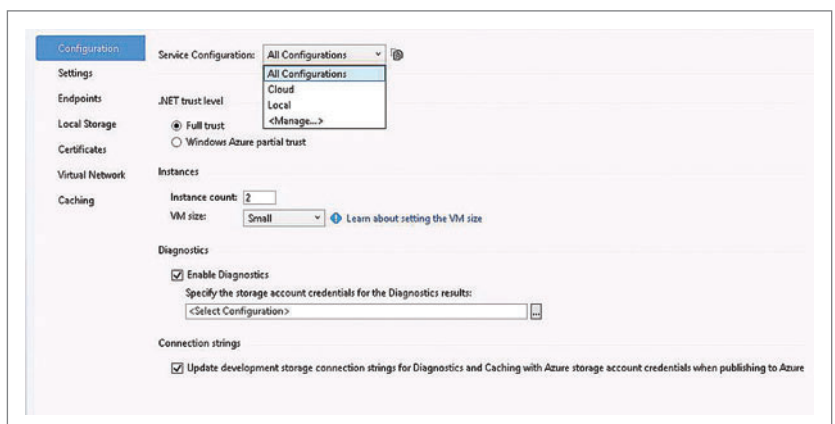 Configuration
Settings
Endpoints
Local Storage
Certificates
Virtual Network
Caching
Service Configuration: All Configurations
All Configurations
Cloud
Local
<Manage...>
.NET trust level
Full trust
Windows Azure partial trust
Instances
Instance count: 2
VM size: Small Learn about setting the VM size
Diagnostics
Enable Diagnostics
Specify the storage account credentials for the Diagnostics results:
<Select Configuration> ...
Connection strings
Update development storage connection strings for Diagnostics and Caching with Azure storage account credentials when publishing to Azure